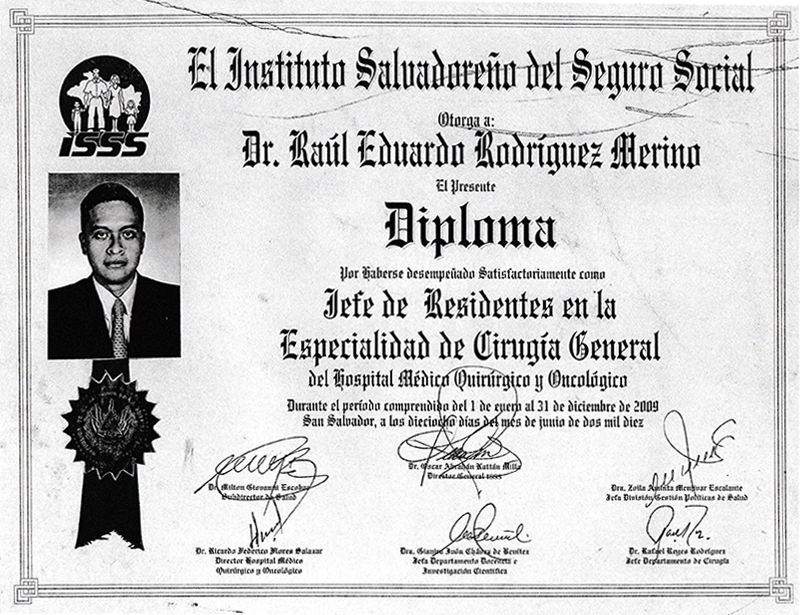 El Instituto Salvadoreño del Seguro Social
ISSS
Otorga a:
Dr. Raúl Eduardo Rodríguez Merino
El Presente
Diploma
Por Haberse desempeñado Satisfactoriamente como
Jefe de Residentes en la
Especialidad de Cirugía General
del Hospital Médico Quirúrgico y Oncológico
Durante el período comprendido del 1 de enero al 31 de diciembre de 2009
San Salvador, a los dieciocho días del mes de junio de dos mil diez
Dr. Milton Giovanni Escobar
Subdirector de Salud
Dr. Oscar Abraham Kattán Milla
Director General ISSS
Dra. Zoila Menjivar Escalante
Jefa División Gestión Políticas de Salud
Dr. Ricardo Federico Flores Salazar
Director Hospital Médico
Quirúrgico y Oncológico
Dra. Chávez de Benítez
Jefe Departamento Docencia e
Investigación Científica
Dr. Rafael Reyes Rodríguez
Jefe Departamento de Cirugía